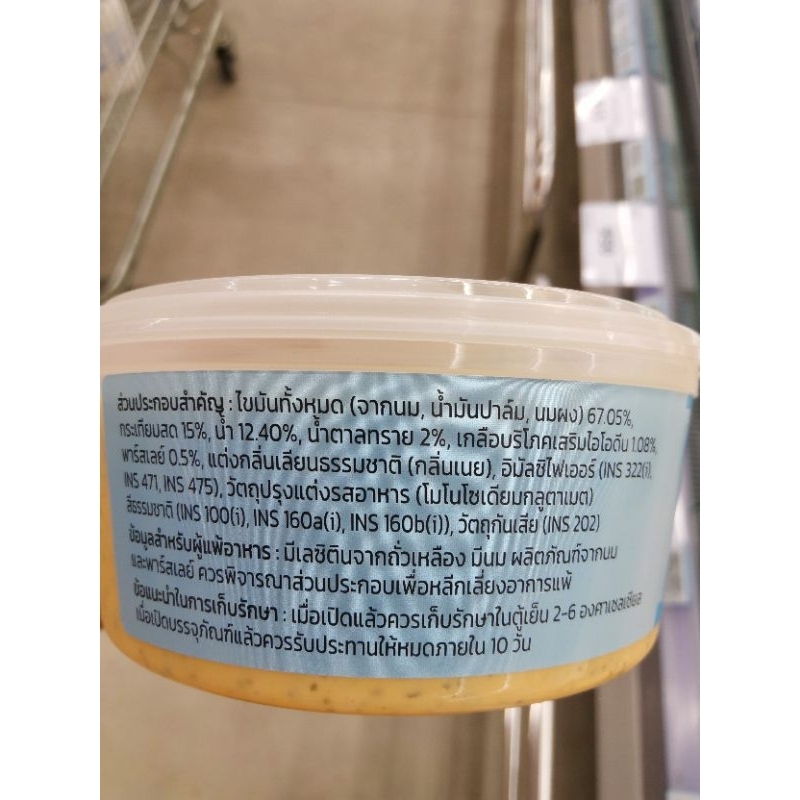 ส่วนประกอบสำคัญ : ไขมันทั้งหมด (จากนม, น้ำมันปาล์ม, นมผง) 67.05%,
กระเทียมสด 15%, น้ำ 12.40%, น้ำตาลทราย 2%, เกลือบริโภคเสริมไอโอดีน 1.08%,
พาร์สเลย์ 0.5%, แต่งกลิ่นเลียนธรรมชาติ (กลิ่นเนย), อิมัลซิไฟเออร์ (INS 322(i),
INS 471, INS 475), วัตถุปรุงแต่งรสอาหาร (โมโนโซเดียมกลูตาเมต)
สีธรรมชาติ (INS 100(i), INS 160a(i), INS 160b(i)), วัตถุกันเสีย (INS 202)
ข้อมูลสำหรับผู้แพ้อาหาร : มีเลซิตินจากถั่วเหลือง มีนม ผลิตภัณฑ์จากนม
และพาร์สเลย์ ควรพิจารณาส่วนประกอบเพื่อหลีกเลี่ยงอาการแพ้
ข้อแนะนำในการเก็บรักษา : เมื่อเปิดแล้วควรเก็บรักษาในตู้เย็น 2-6 องศาเซลเซียส
เมื่อเปิดบรรจุภัณฑ์แล้วควรรับประทานให้หมดภายใน 10 วัน